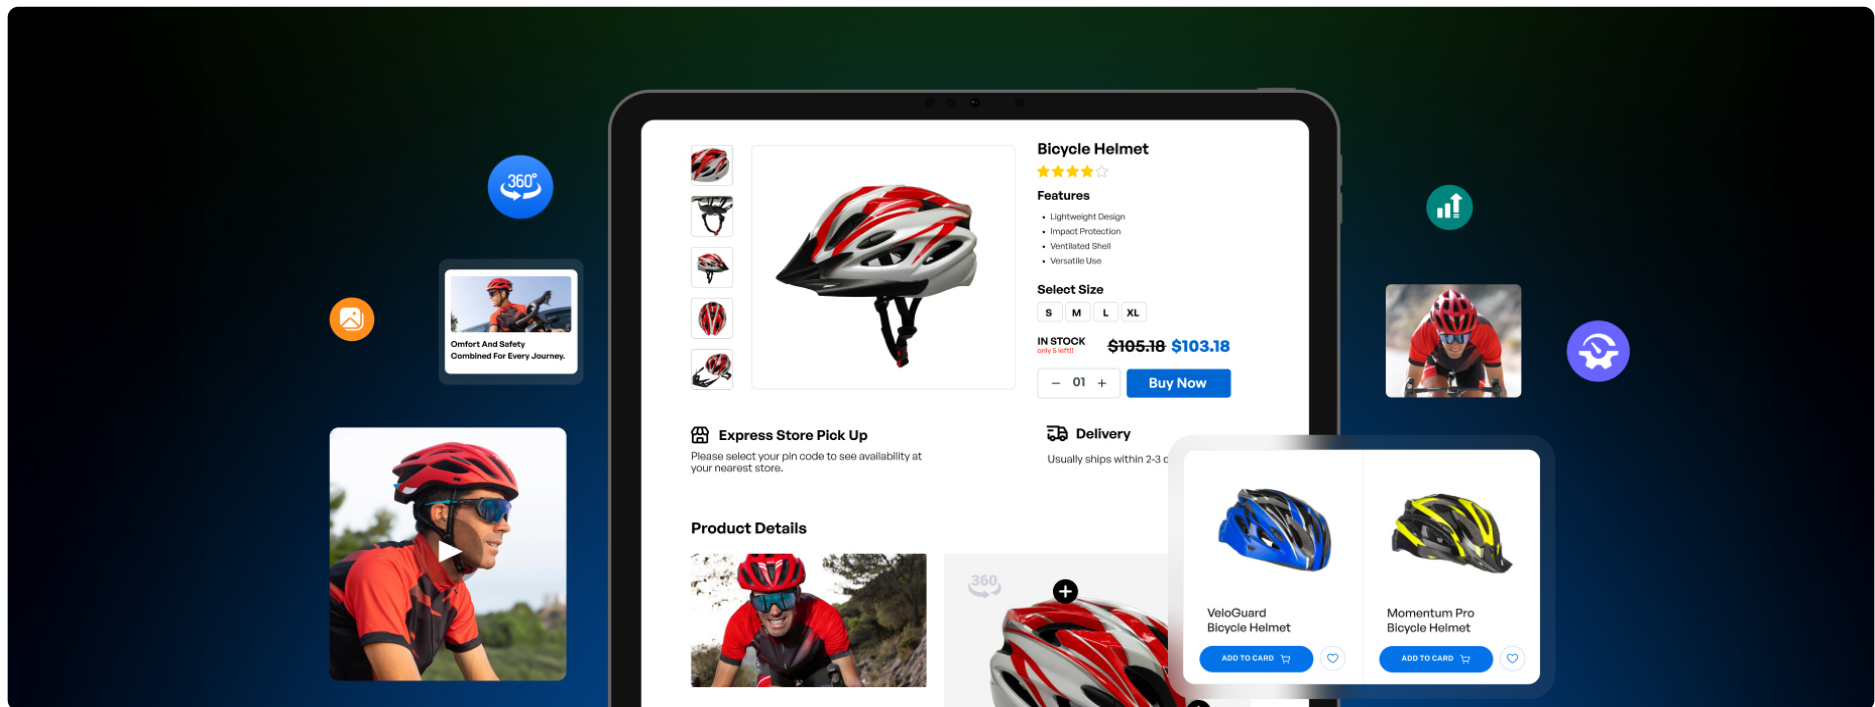 360°
Omfort And Safety
Combined For Every Journey.
Bicycle Helmet
Features
• Lightweight Design
• Impact Protection
• Ventilated Shell
• Versatile Use
Select Size
S M L XL
IN STOCK
only 5 left!!
$105.18 $103.18
− 01 + Buy Now
Express Store Pick Up
Please select your pin code to see availability at
your nearest store.
Delivery
Usually ships within 2-3
Product Details
360
VeloGuard
Bicycle Helmet
ADD TO CARD
Momentum Pro
Bicycle Helmet
ADD TO CARD